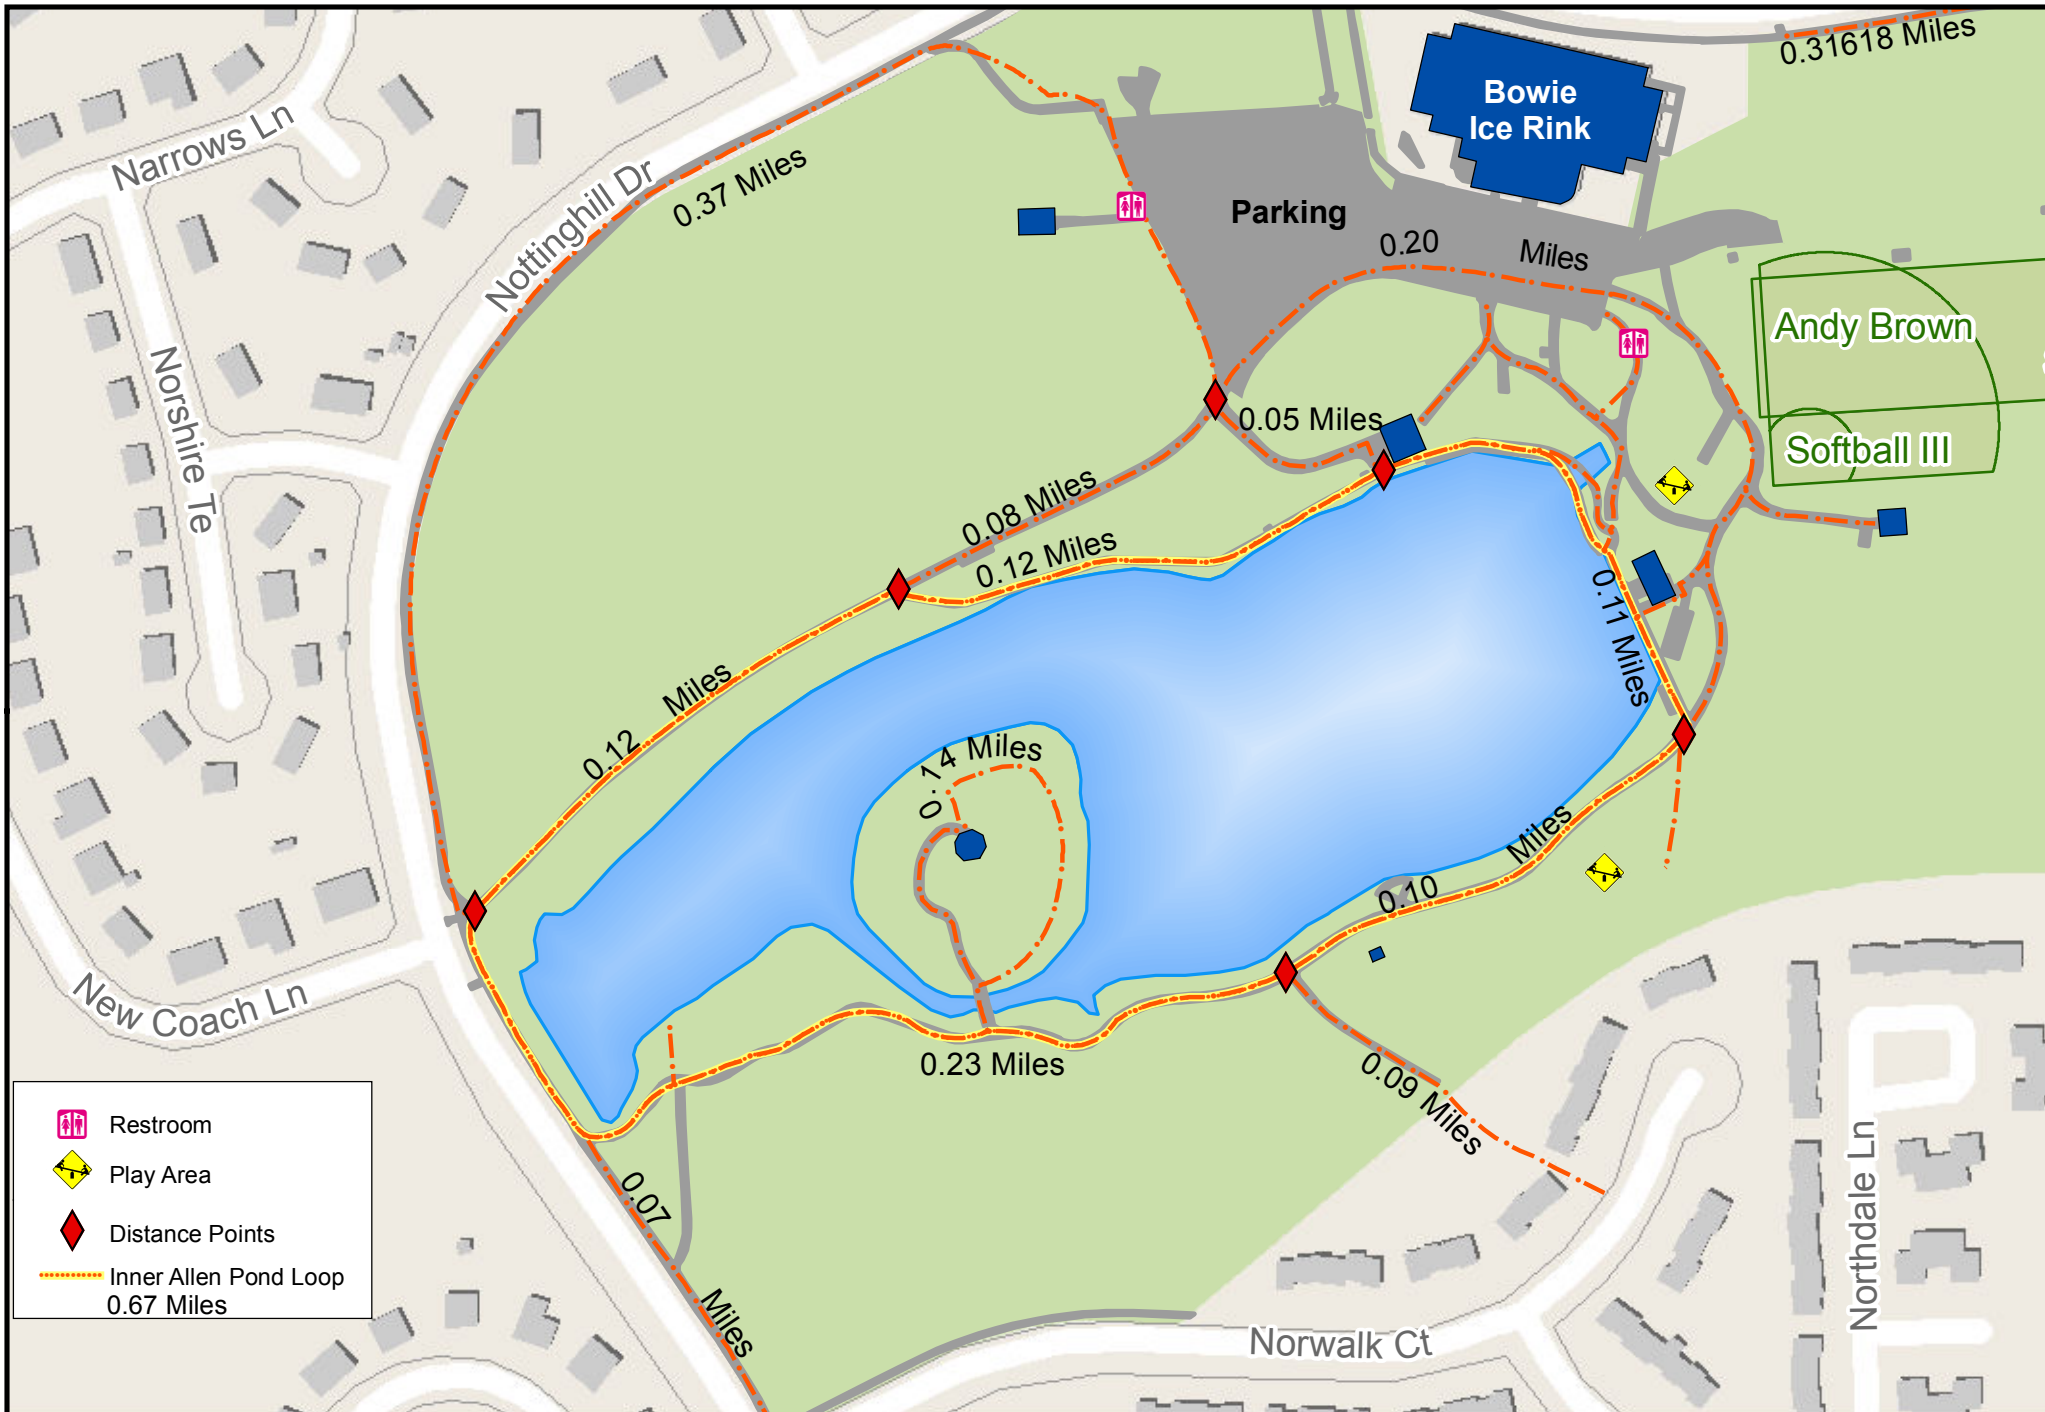 0.31618 Miles
Bowie
Ice Rink
Narrows Ln
0.37 Miles
Nottinghill Dr
Parking
0.20 Miles
Andy Brown
Norshire Te
0.05 Miles
Softball III
0.08 Miles
0.12 Miles
0.11 Miles
0.12 Miles
0.14 Miles
0.10 Miles
New Coach Ln
0.23 Miles
0.09 Miles
0.07 Miles
Northdale Ln
Norwalk Ct
Restroom
Play Area
Distance Points
Inner Allen Pond Loop
0.67 Miles